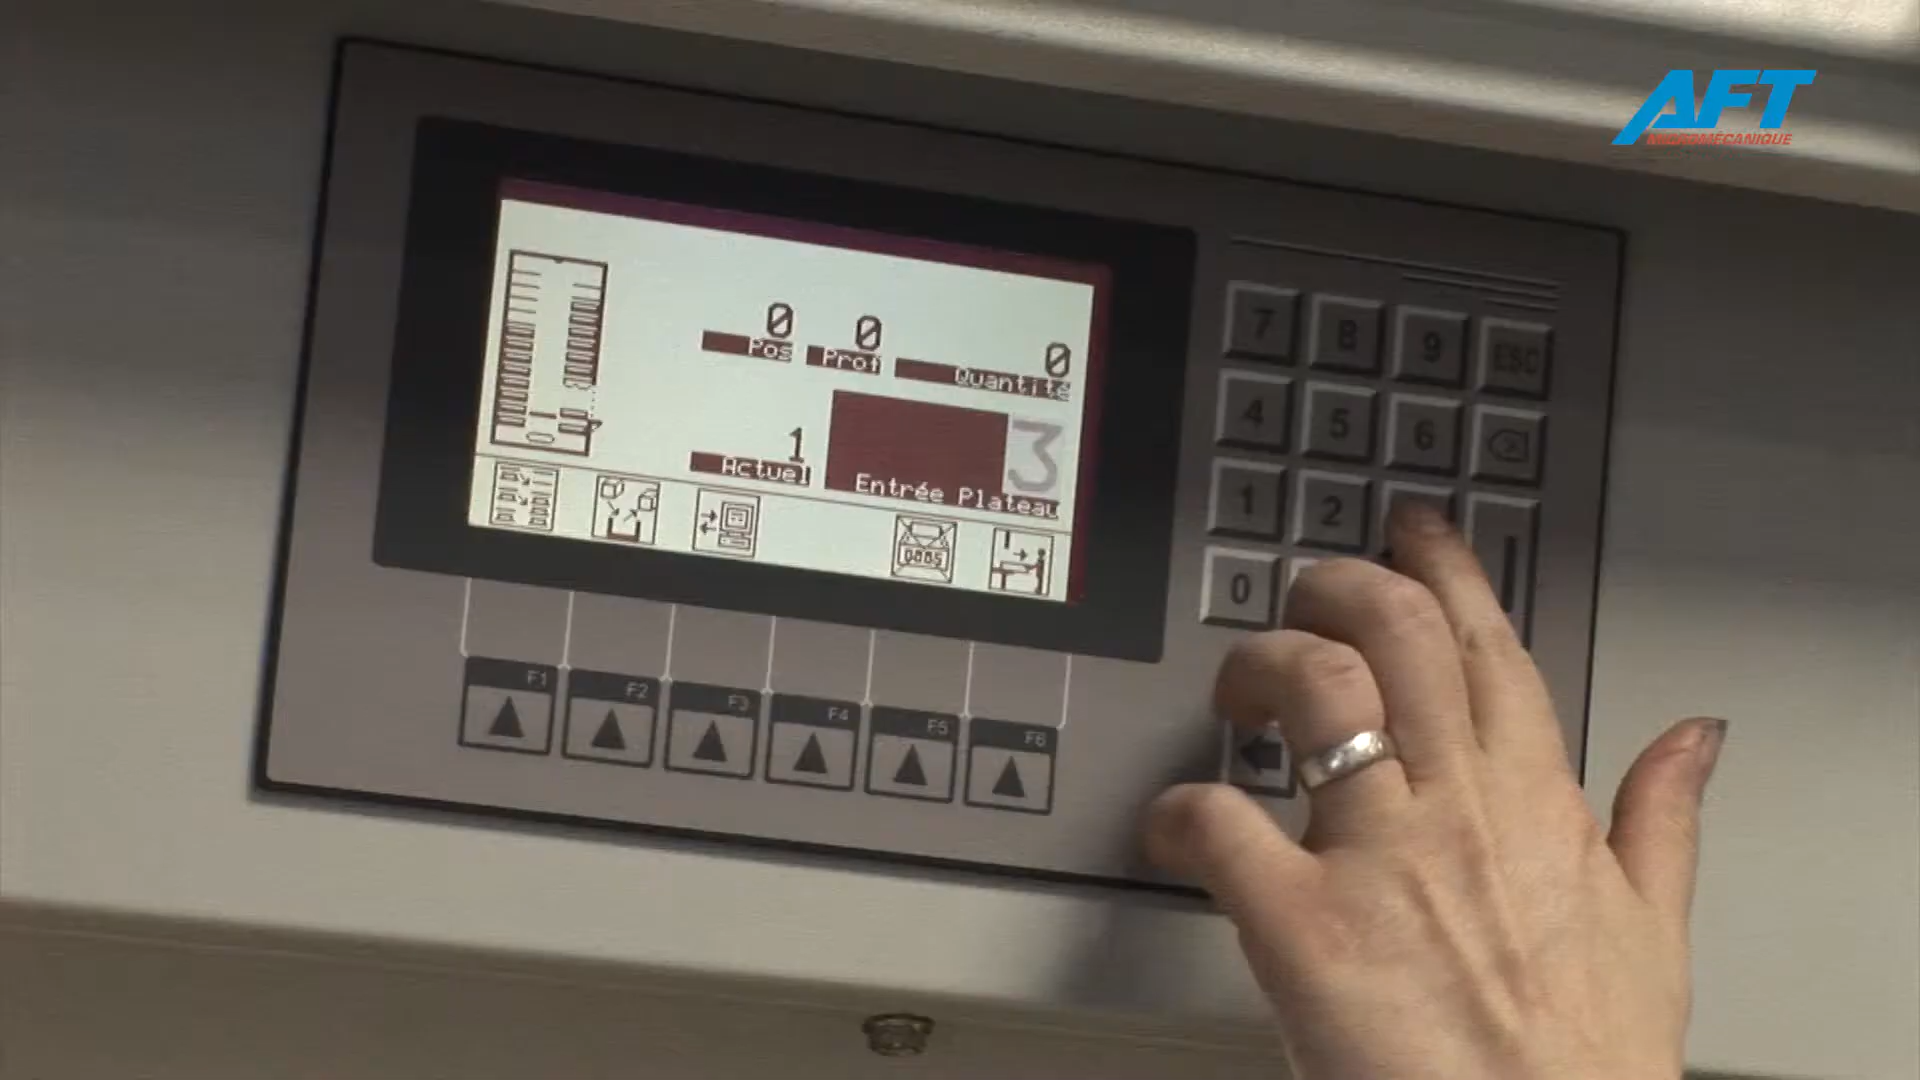 AFT
0 0 0
Pos Prof Quantité
1 3
Actuel Entrée Plateau
0005
F1 F2 F3 F4 F5 F6
7 8 9 ESC
4 5 6
1 2
0